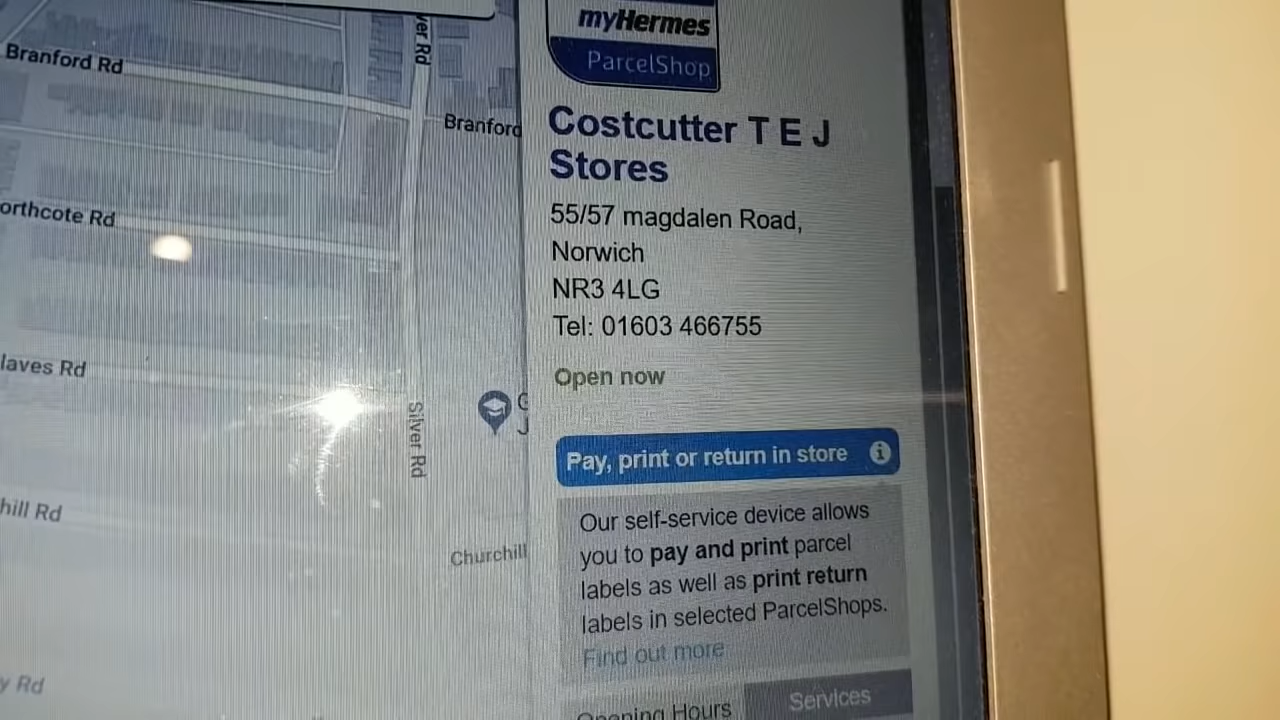 ver Rd
Branford Rd
Branford
orthcote Rd
laves Rd
Silver Rd
hill Rd
Churchill
y Rd
myHermes
ParcelShop
Costcutter T E J
Stores
55/57 magdalen Road,
Norwich
NR3 4LG
Tel: 01603 466755
Open now
Pay, print or return in store
Our self-service device allows
you to pay and print parcel
labels as well as print return
labels in selected ParcelShops.
Find out more
Opening Hours
Services